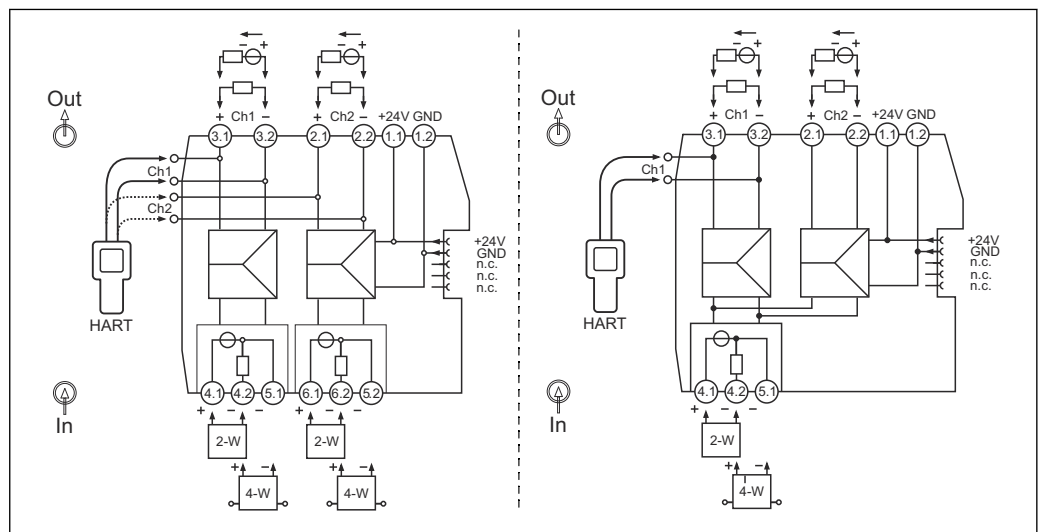 − +
− +
Out
+ Ch1 − + Ch2 − +24V GND
3.1 3.2 2.1 2.2 1.1 1.2
Ch1
Ch2
+24V
GND
n.c.
n.c.
n.c.
HART
4.1 4.2 5.1 6.1 6.2 5.2
+ − − + − −
In
2-W 2-W
+ − + −
4-W 4-W
− +
− +
Out
+ Ch1 − + Ch2 − +24V GND
3.1 3.2 2.1 2.2 1.1 1.2
Ch1
+24V
GND
n.c.
n.c.
n.c.
HART
4.1 4.2 5.1
+ − −
In
2-W
+ −
4-W